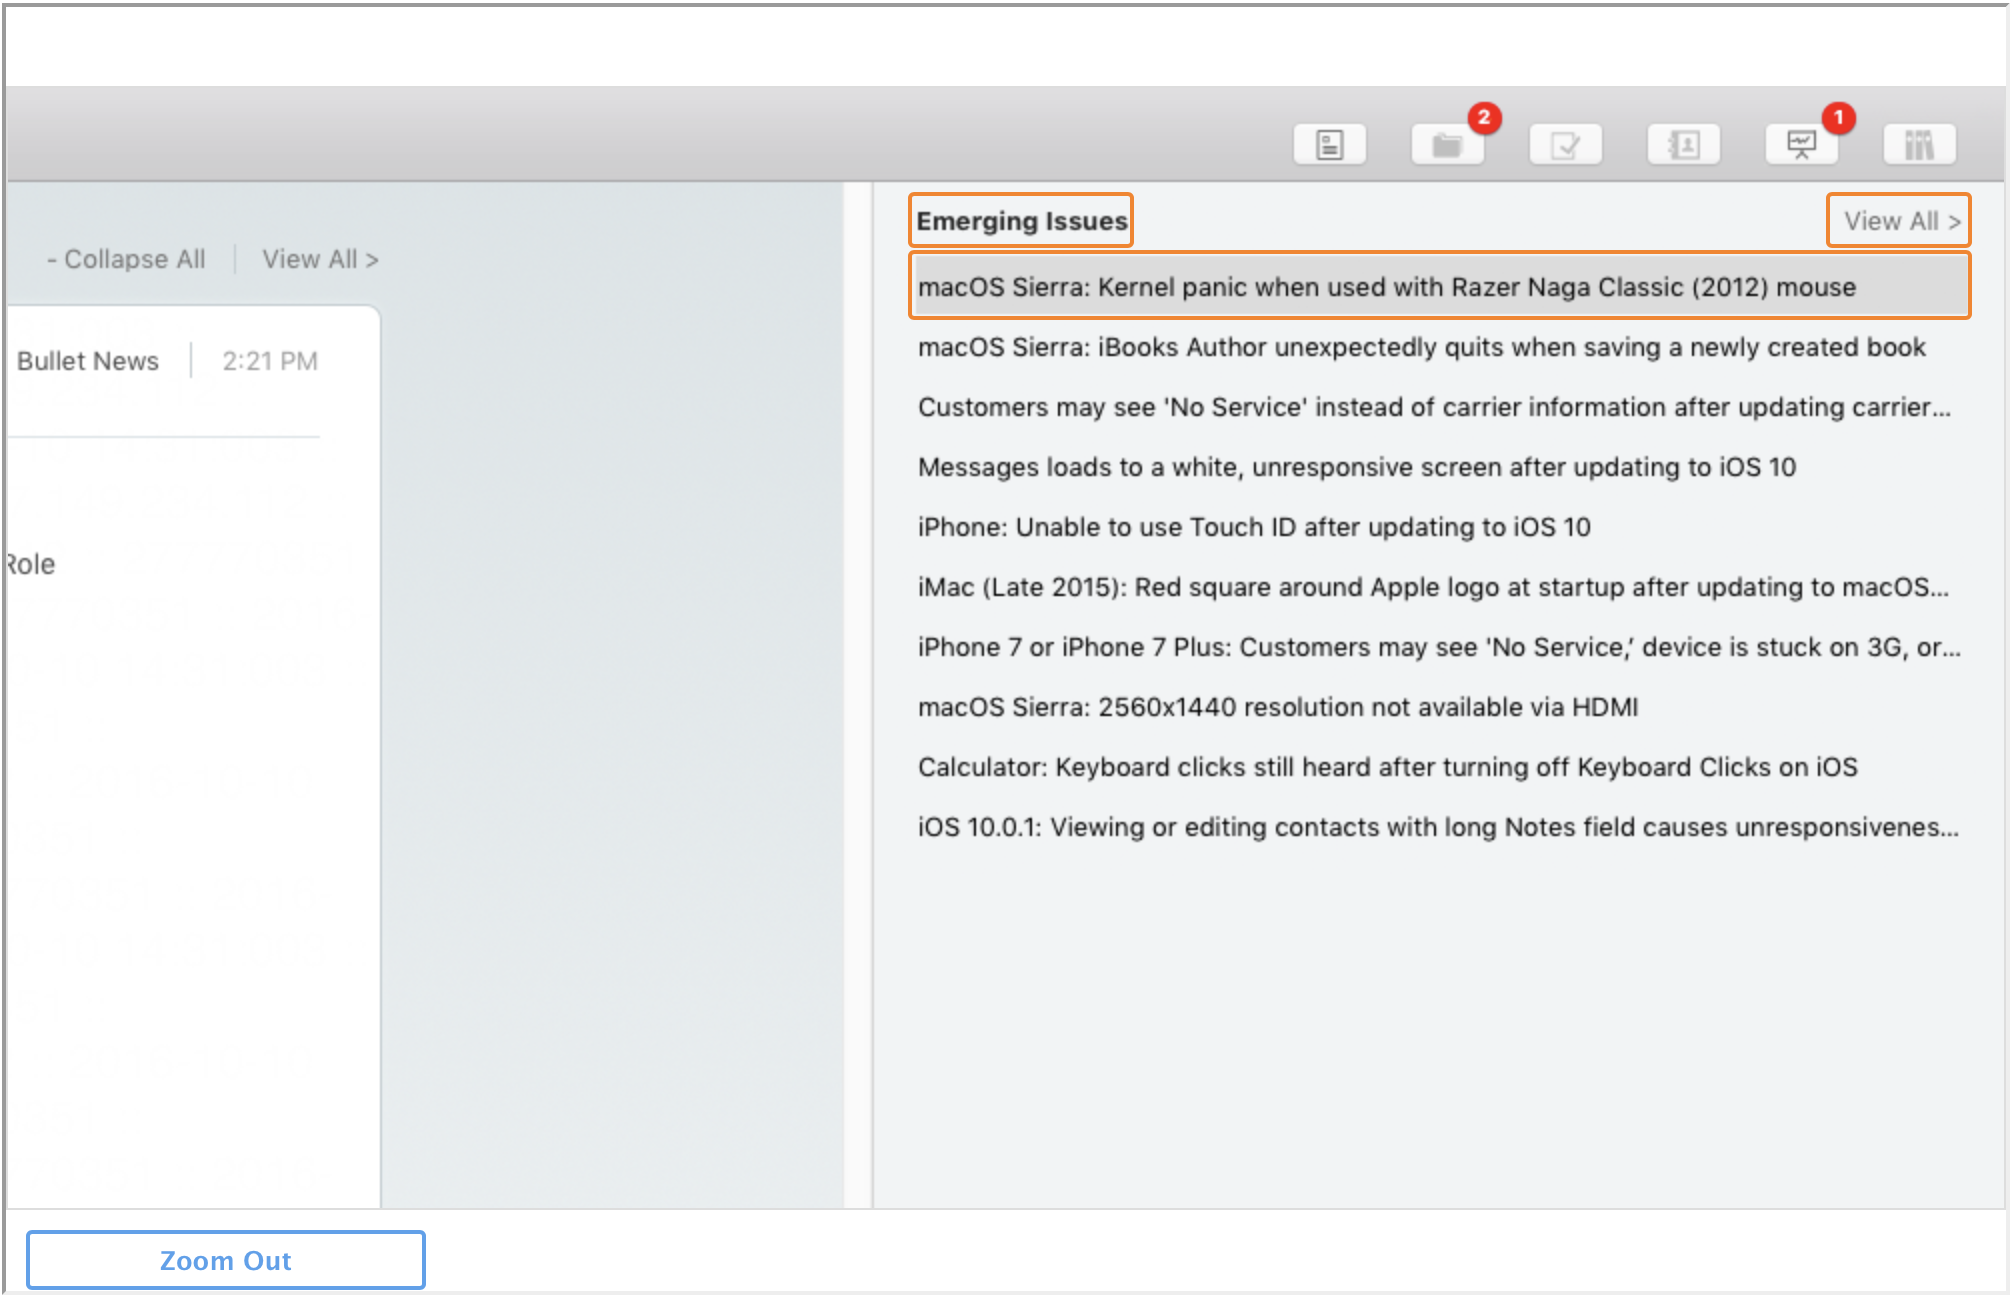 2
1
- Collapse All
View All >
Bullet News
2:21 PM
Role
Emerging Issues
View All >
macOS Sierra: Kernel panic when used with Razer Naga Classic (2012) mouse
macOS Sierra: iBooks Author unexpectedly quits when saving a newly created book
Customers may see 'No Service' instead of carrier information after updating carrier...
Messages loads to a white, unresponsive screen after updating to iOS 10
iPhone: Unable to use Touch ID after updating to iOS 10
iMac (Late 2015): Red square around Apple logo at startup after updating to macOS...
iPhone 7 or iPhone 7 Plus: Customers may see 'No Service,’ device is stuck on 3G, or...
macOS Sierra: 2560x1440 resolution not available via HDMI
Calculator: Keyboard clicks still heard after turning off Keyboard Clicks on iOS
iOS 10.0.1: Viewing or editing contacts with long Notes field causes unresponsivenes...
Zoom Out